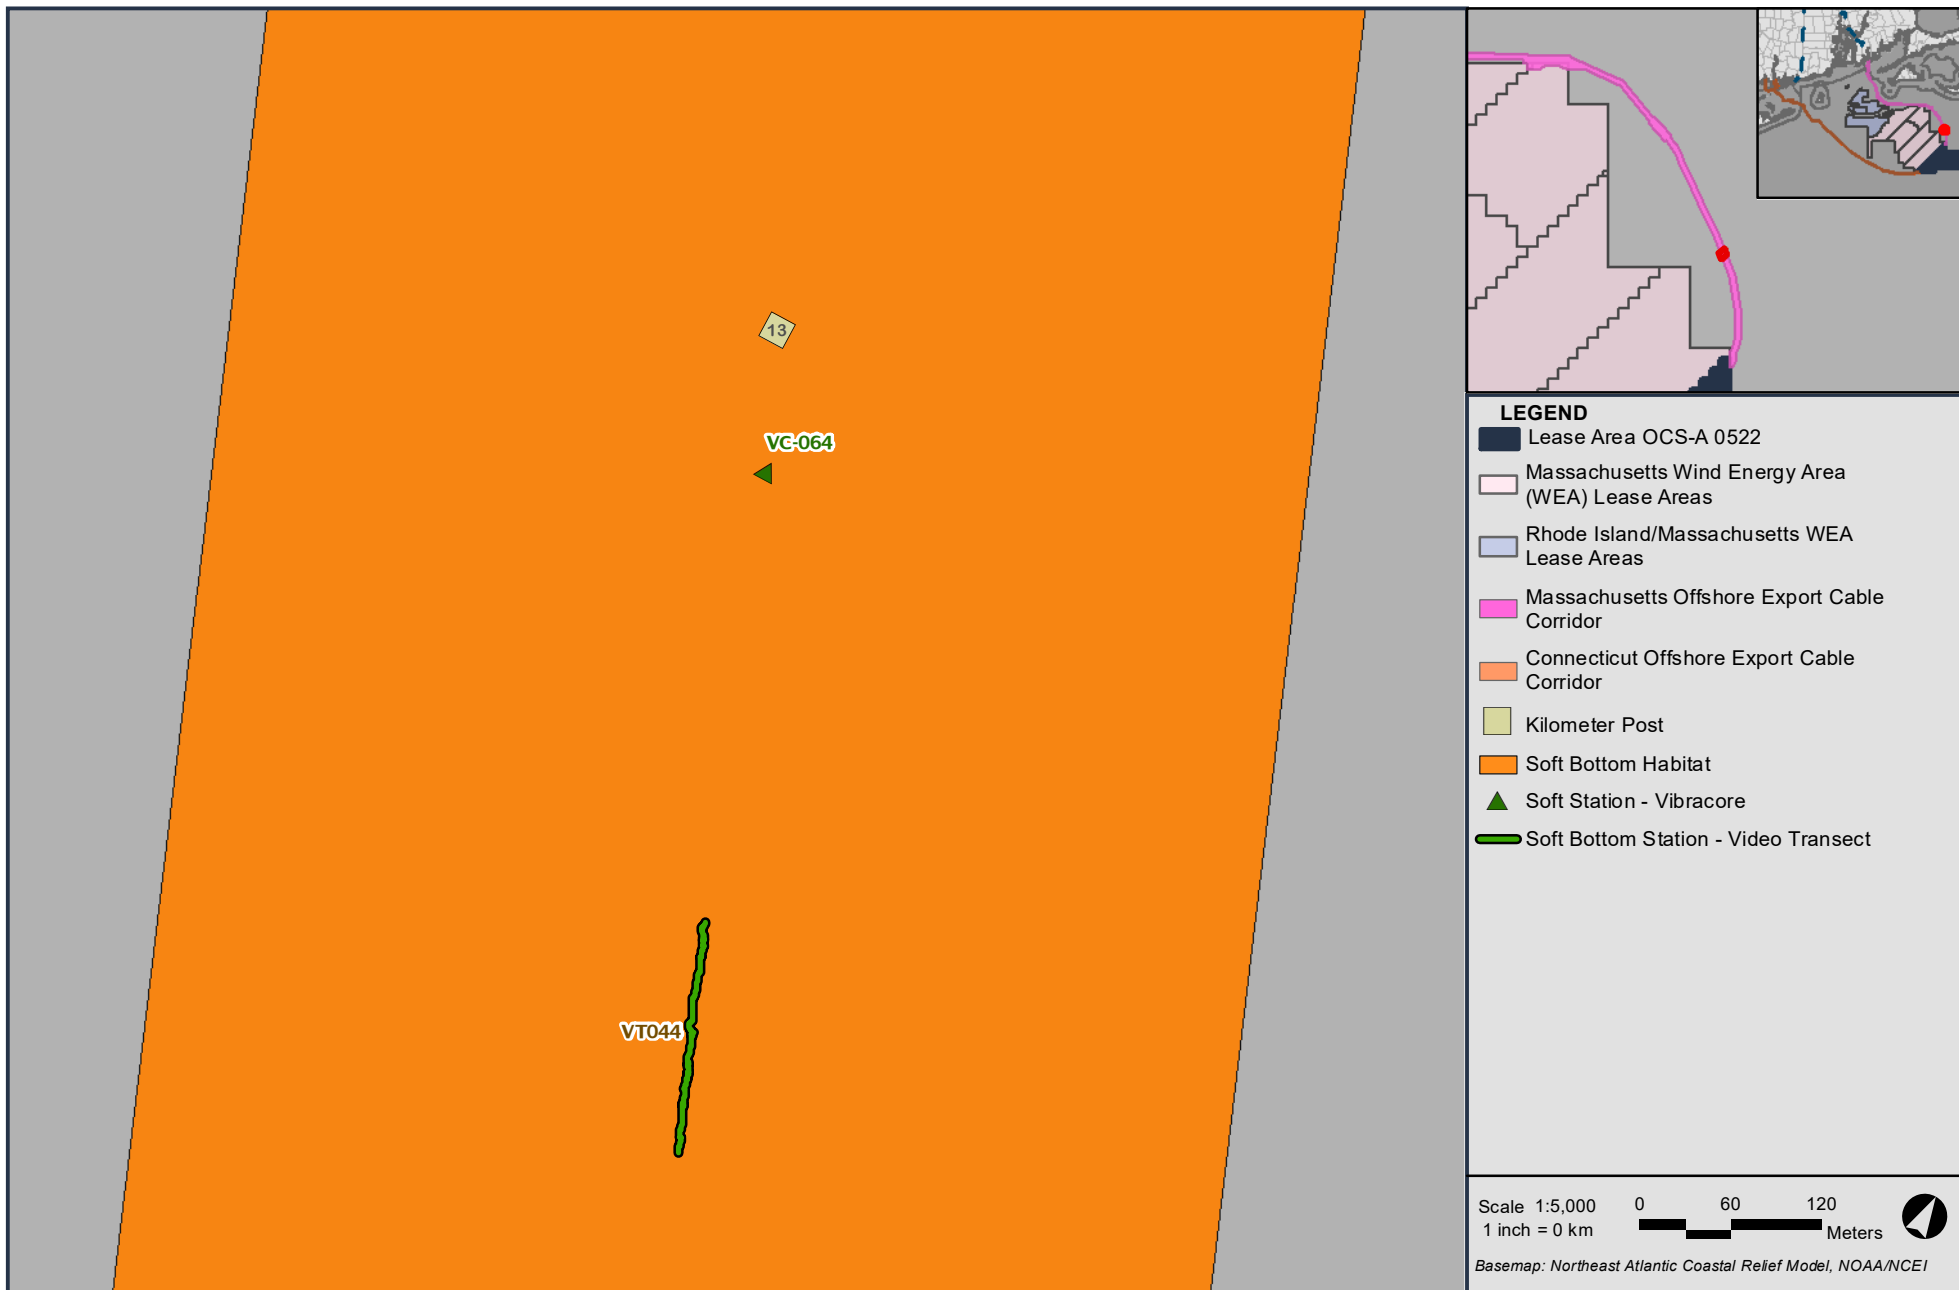 13
VC-064
VT044
LEGEND
Lease Area OCS-A 0522
Massachusetts Wind Energy Area
(WEA) Lease Areas
Rhode Island/Massachusetts WEA
Lease Areas
Massachusetts Offshore Export Cable
Corridor
Connecticut Offshore Export Cable
Corridor
Kilometer Post
Soft Bottom Habitat
Soft Station - Vibracore
Soft Bottom Station - Video Transect
Scale 1:5,000
1 inch = 0 km
0 60 120
Meters
Basemap: Northeast Atlantic Coastal Relief Model, NOAA/NCEI